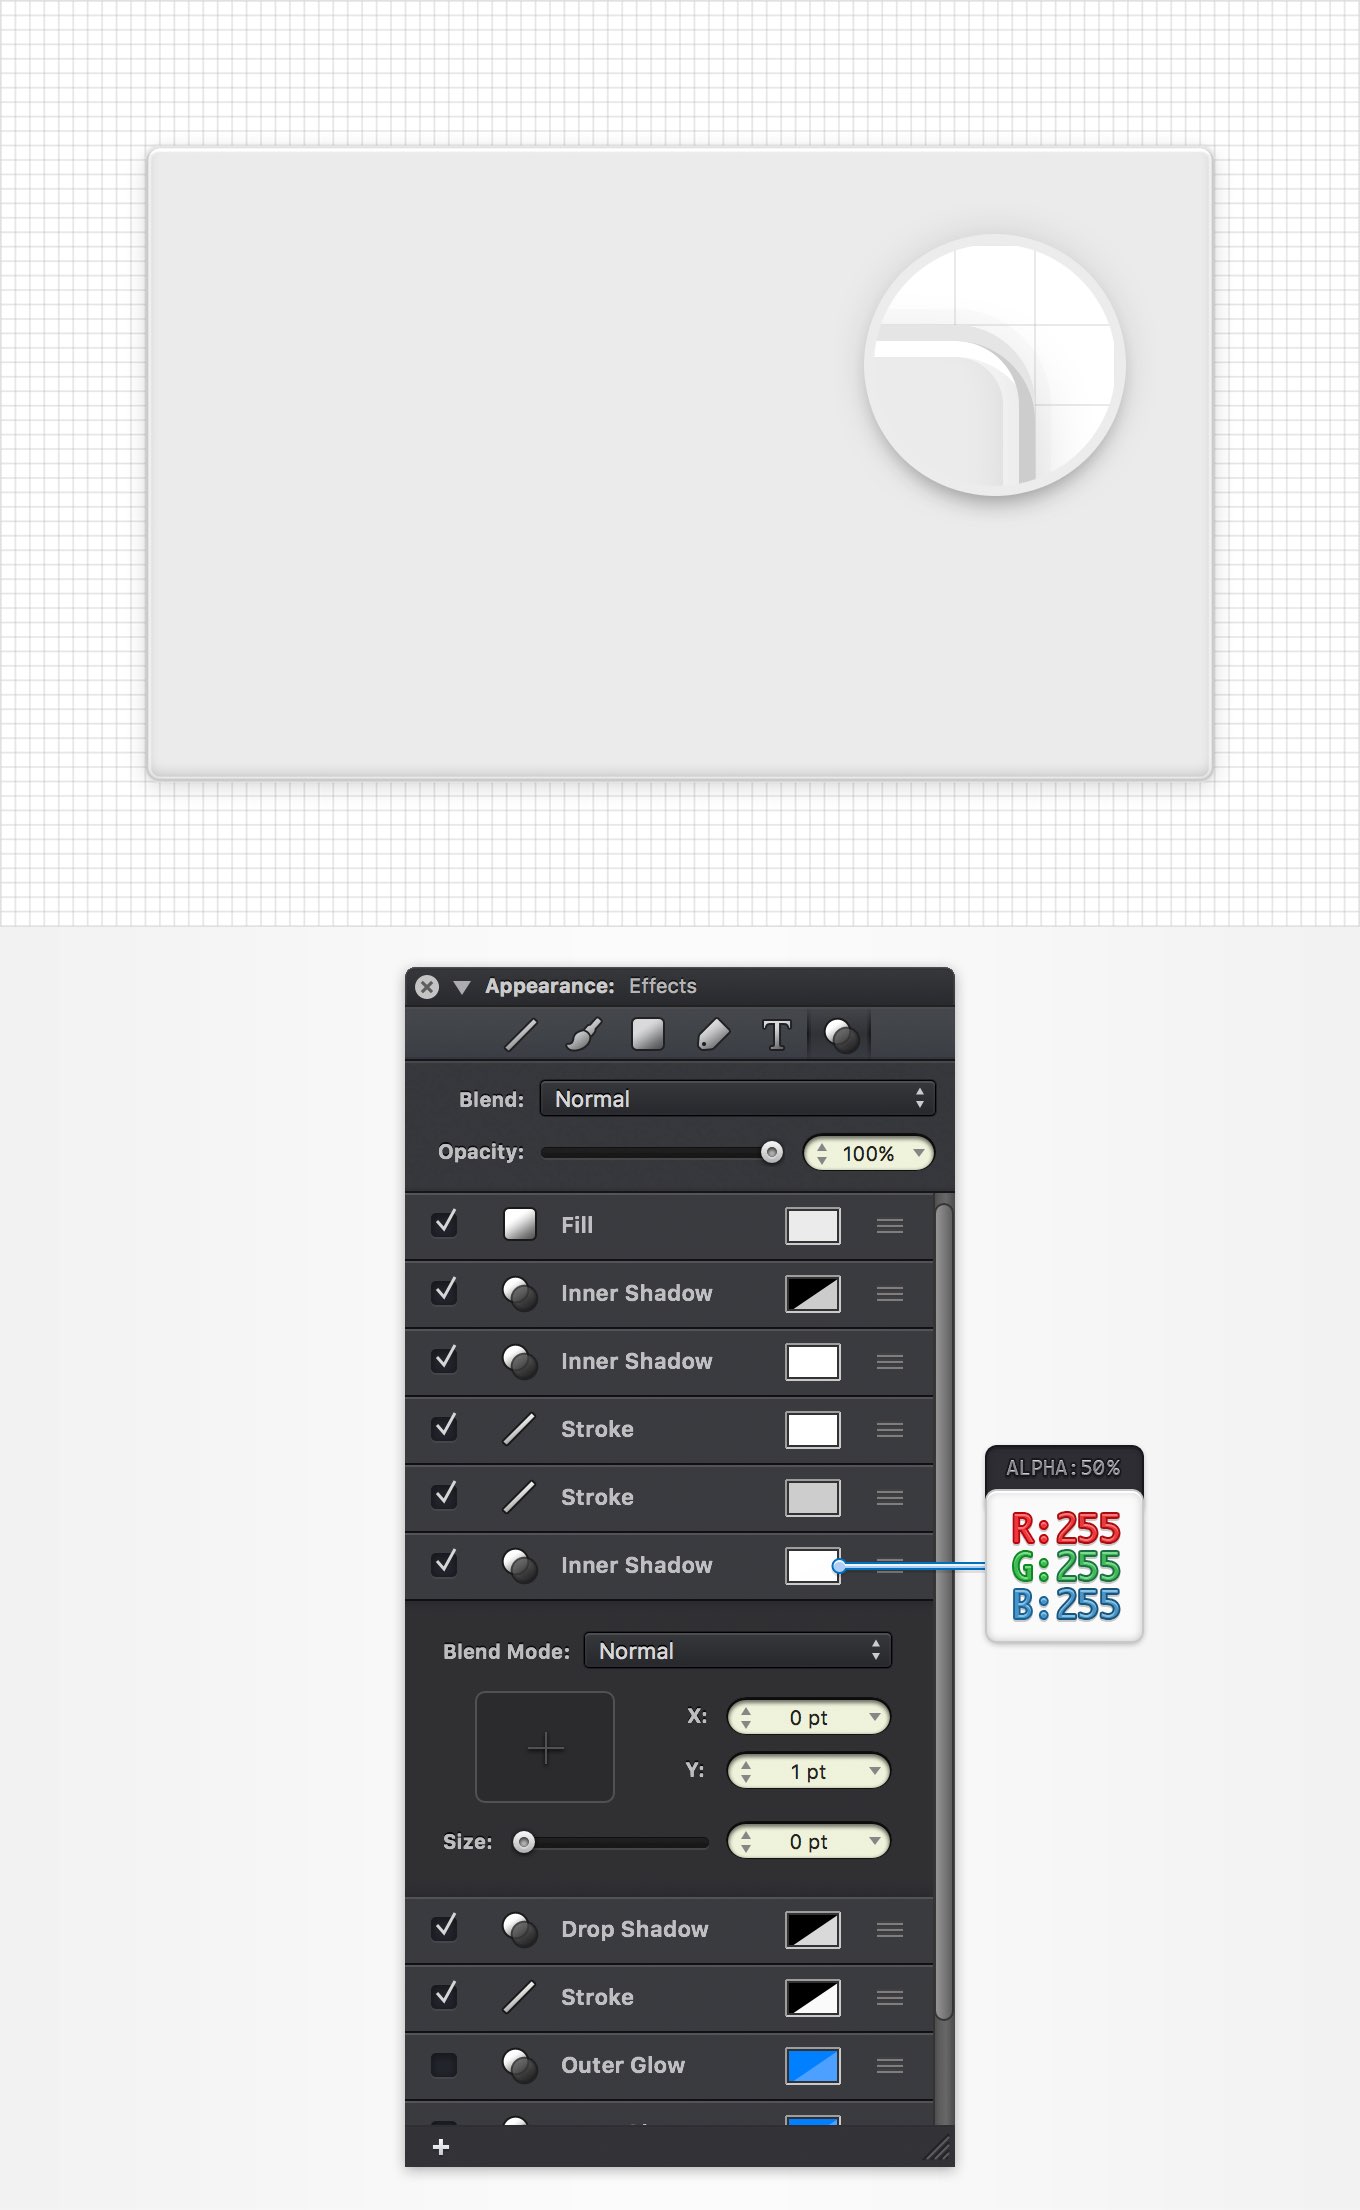 Appearance: Effects
T
Blend: Normal
Opacity: 100%
Fill
Inner Shadow
Inner Shadow
Stroke
Stroke
Inner Shadow
ALPHA:50%
R:255
G:255
B:255
Blend Mode: Normal
X: 0 pt
Y: 1 pt
Size: 0 pt
Drop Shadow
Stroke
Outer Glow